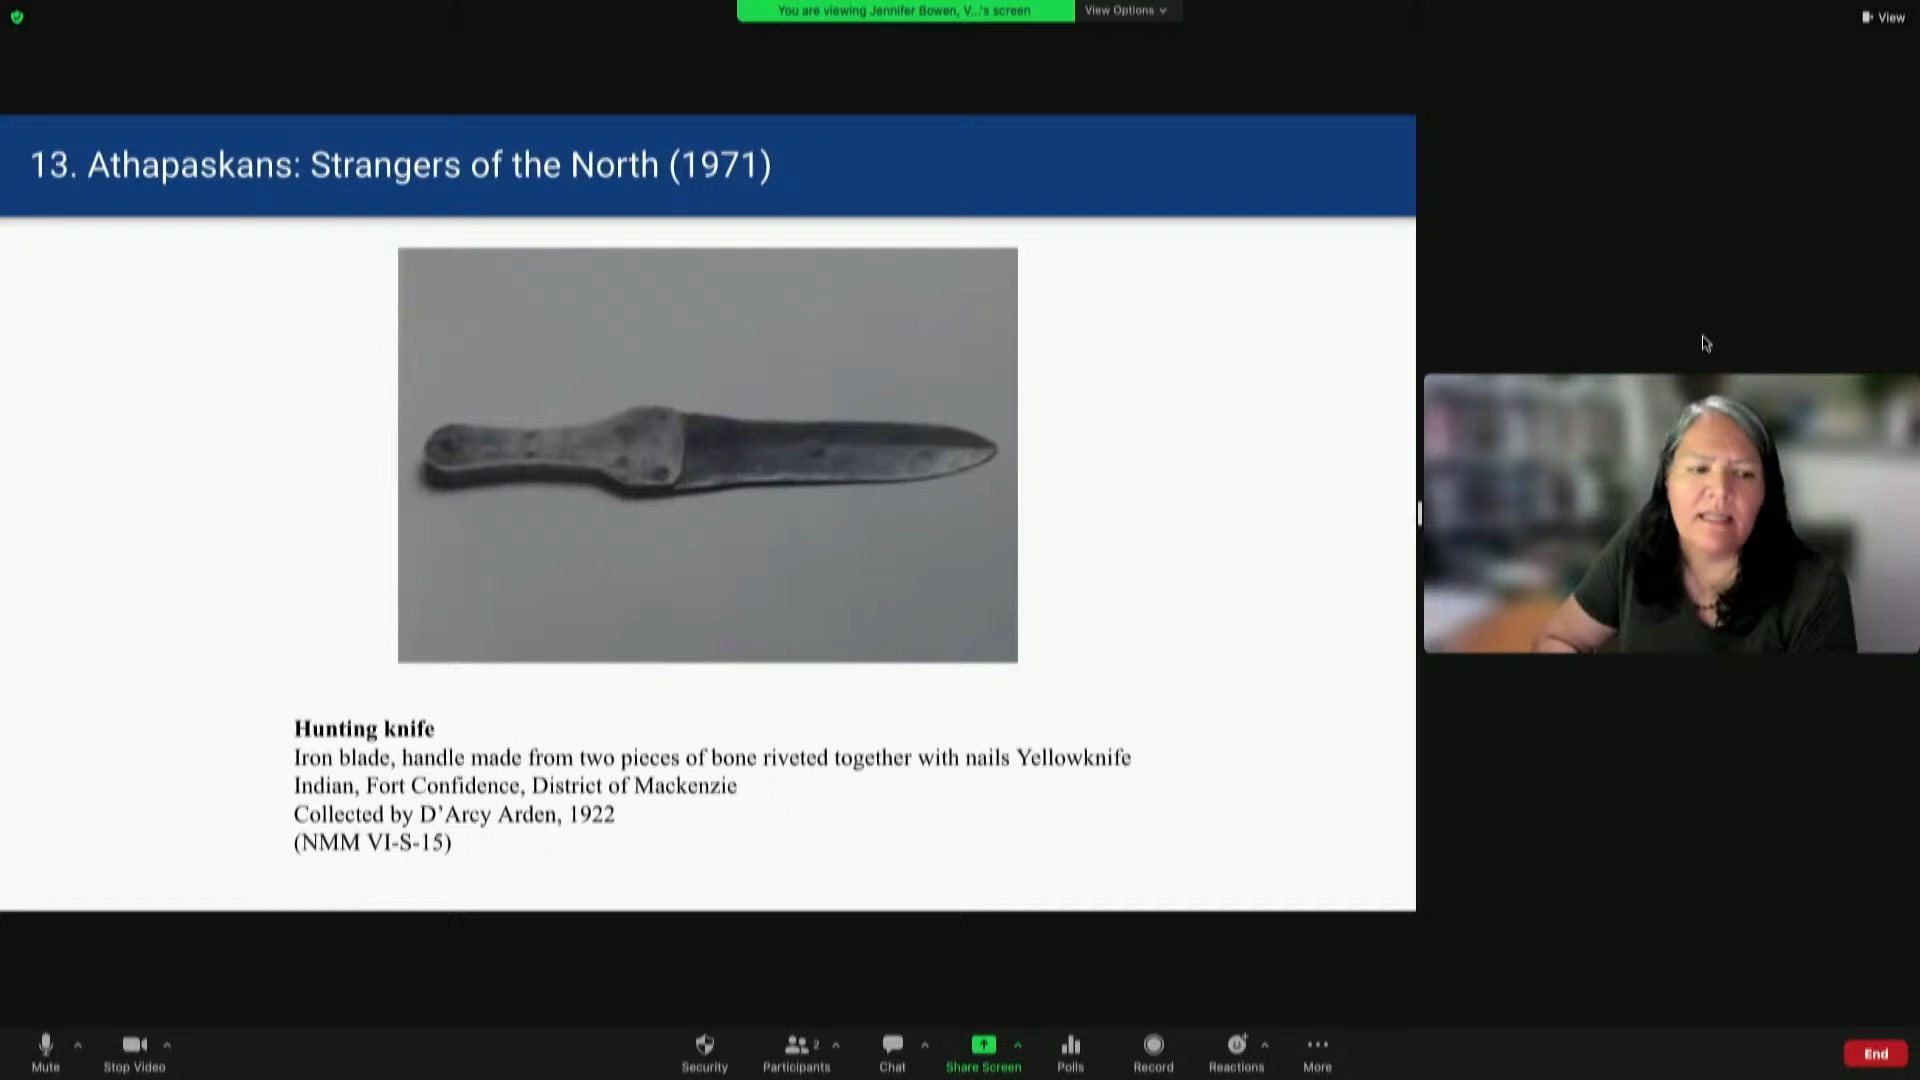 You are viewing Jennifer Bowen, V...'s screen
View Options
View
13. Athapaskans: Strangers of the North (1971)
Hunting knife
Iron blade, handle made from two pieces of bone riveted together with nails Yellowknife
Indian, Fort Confidence, District of Mackenzie
Collected by D’Arcy Arden, 1922
(NMM VI-S-15)
Mute
Stop Video
Security
2
Participants
Chat
Share Screen
Polls
Record
Reactions
More
End